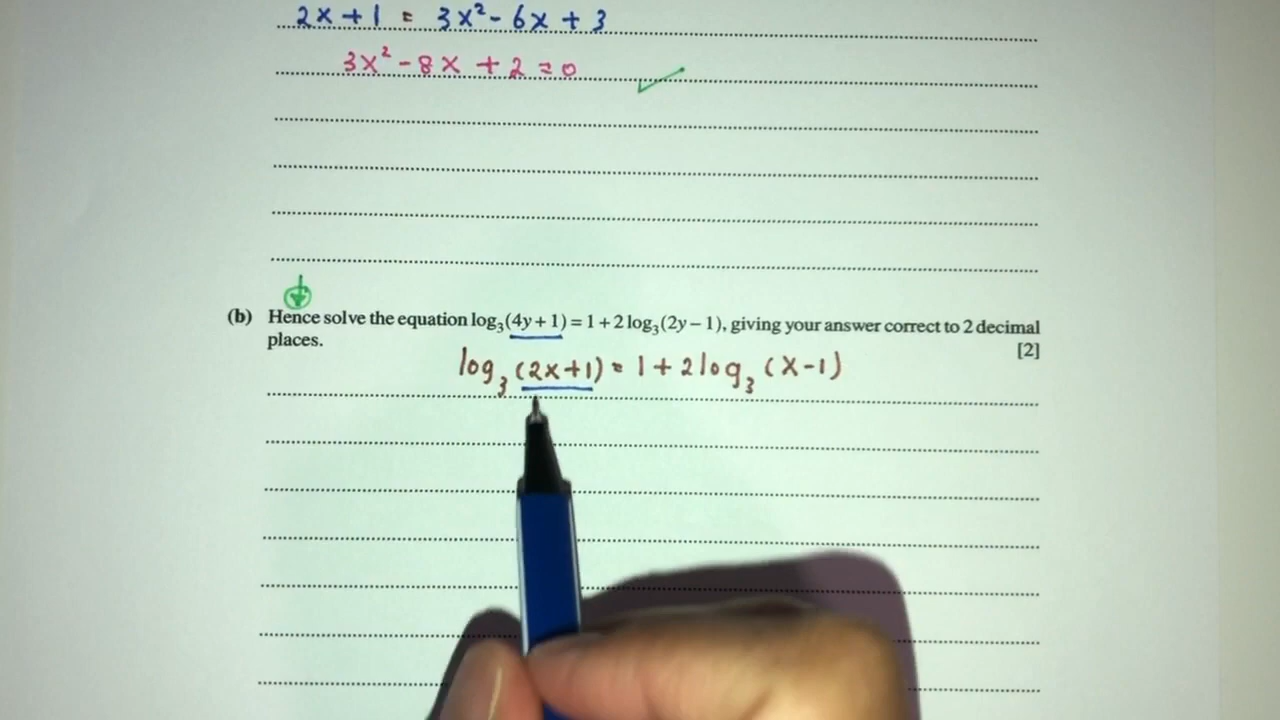 2x + 1 = 3x² - 6x + 3
3x² - 8x + 2 = 0
(b) Hence solve the equation log₃(4y + 1) = 1 + 2 log₃(2y − 1), giving your answer correct to 2 decimal
places. [2]
log₃ (2x+1) = 1 + 2 log₃ (x-1)